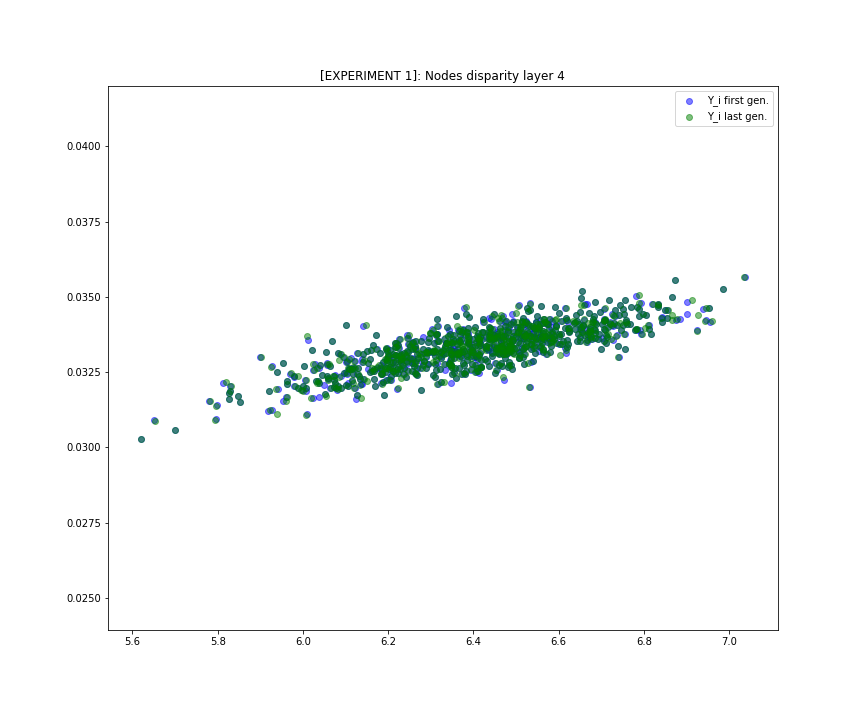 [EXPERIMENT 1]: Nodes disparity layer 4
Y_i first gen.
Y_i last gen.
0.0400
0.0375
0.0350
0.0325
0.0300
0.0275
0.0250
5.6 5.8 6.0 6.2 6.4 6.6 6.8 7.0